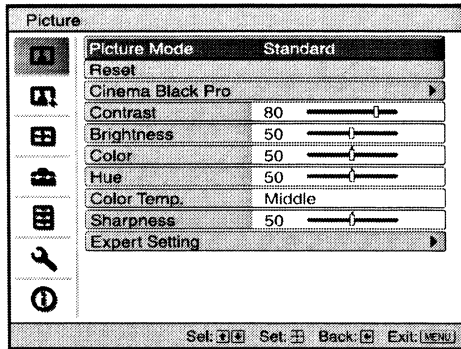 Picture
Picture Mode Standard
Reset
Cinema Black Pro
Contrast 80
Brightness 50
Color 50
Hue 50
Color Temp. Middle
Sharpness 50
Expert Setting
Sel: Set: Back: Exit: MENU